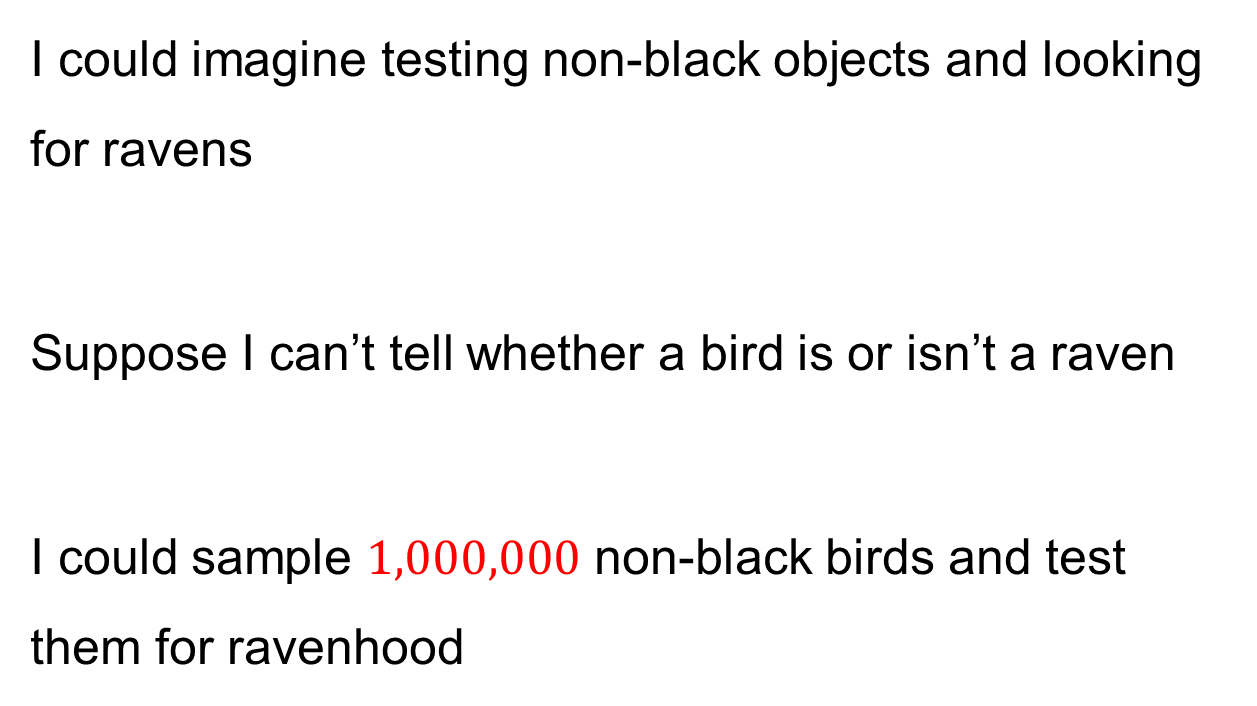 I could imagine testing non-black objects and looking
for ravens
Suppose I can’t tell whether a bird is or isn’t a raven
I could sample 1,000,000 non-black birds and test
them for ravenhood